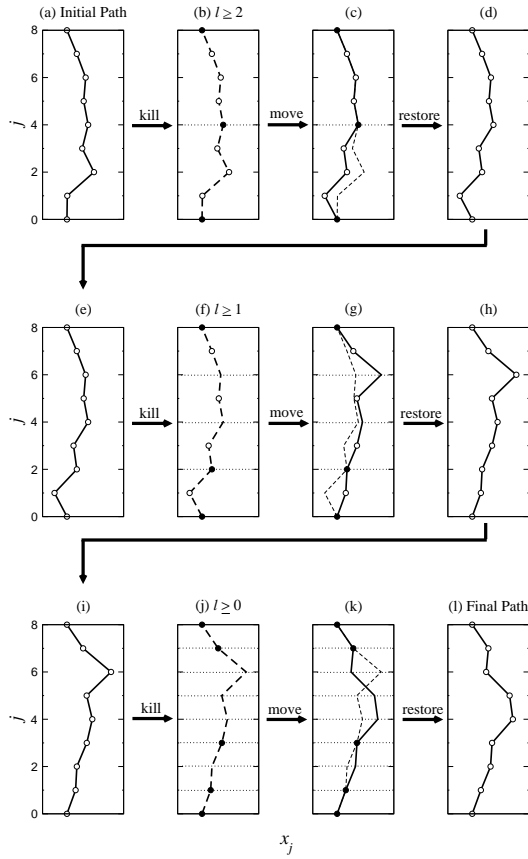 (a) Initial Path (b) l ≥ 2 (c) (d)
8
6
j
4
2
0
kill move restore
(e) (f) l ≥ 1 (g) (h)
8
6
j
4
2
0
kill move restore
(i) (j) l ≥ 0 (k) (l) Final Path
8
6
j
4
2
0
kill move restore
x_j